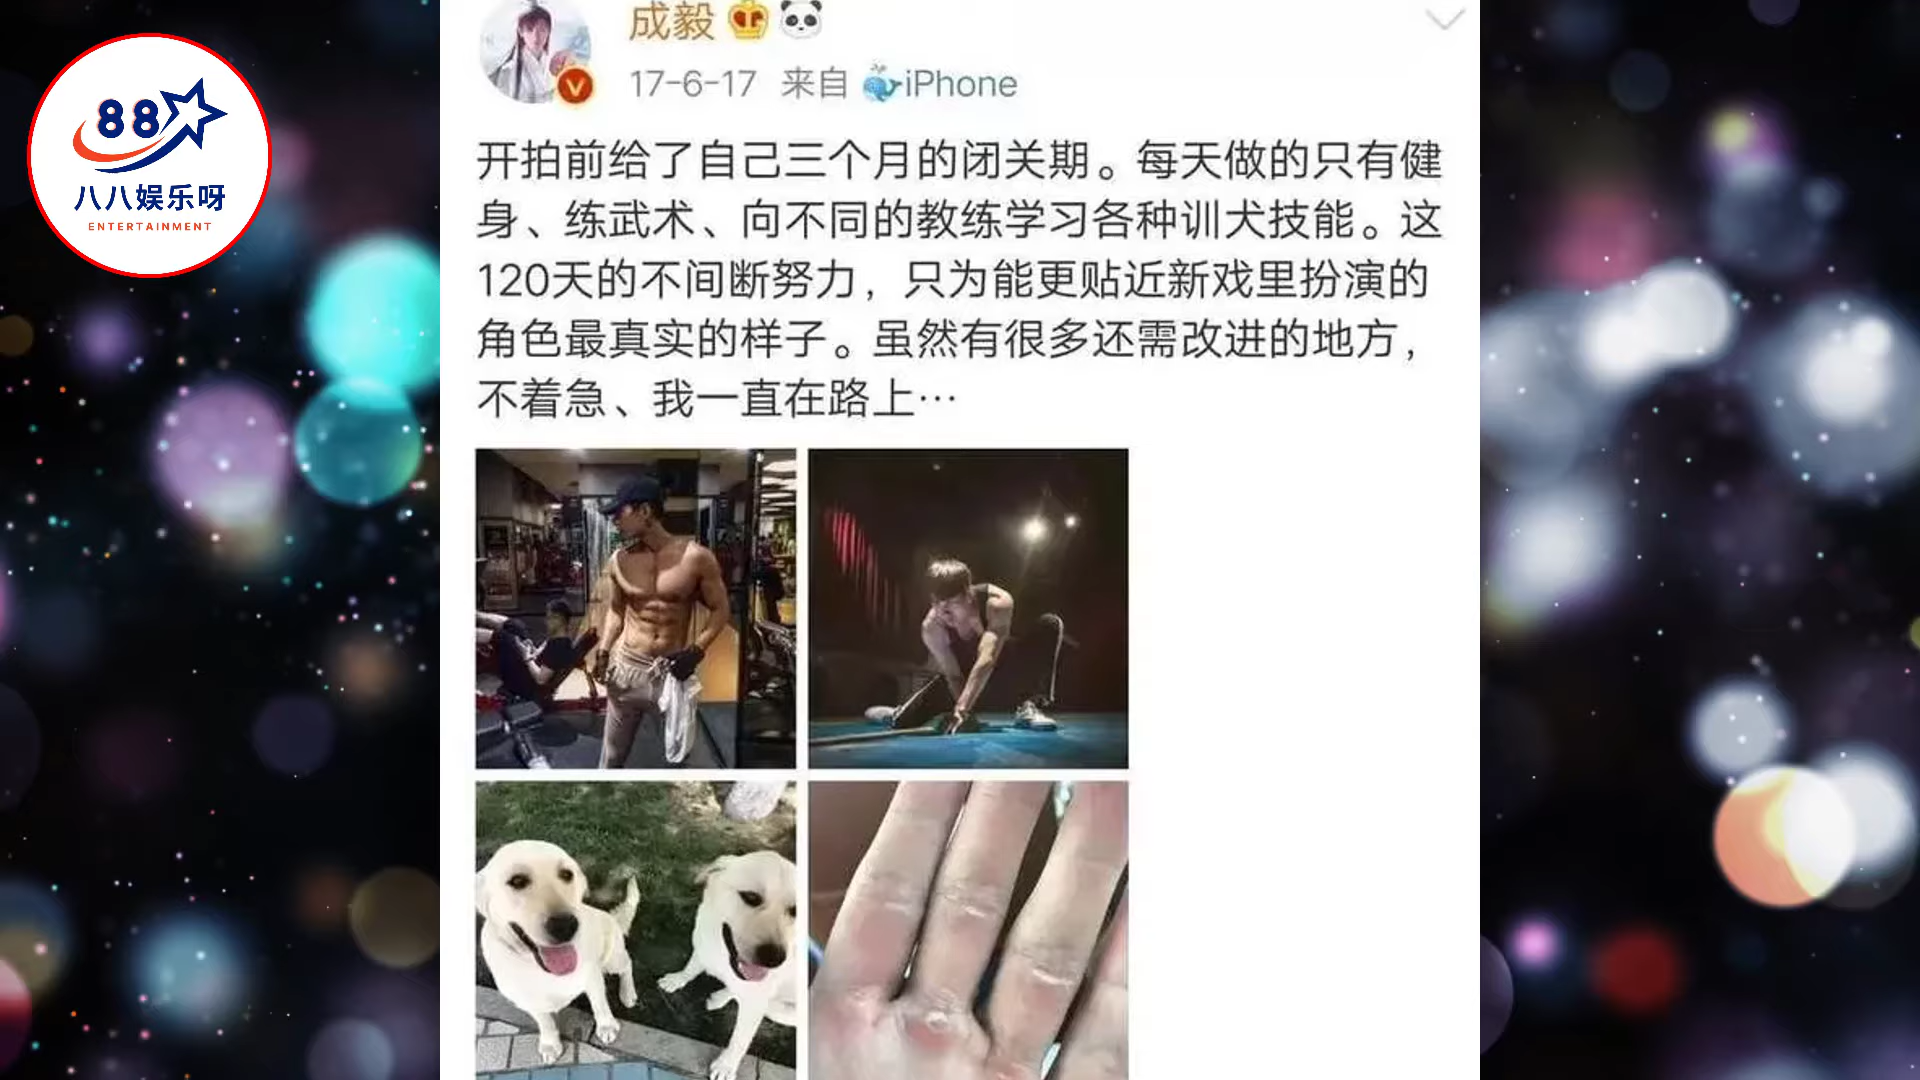 88
八八娱乐呀
ENTERTAINMENT
成毅
17-6-17 来自 iPhone
开拍前给了自己三个月的闭关期。每天做的只有健
身、练武术、向不同的教练学习各种训犬技能。这
120天的不间断努力，只为能更贴近新戏里扮演的
角色最真实的样子。虽然有很多还需改进的地方，
不着急、我一直在路上…